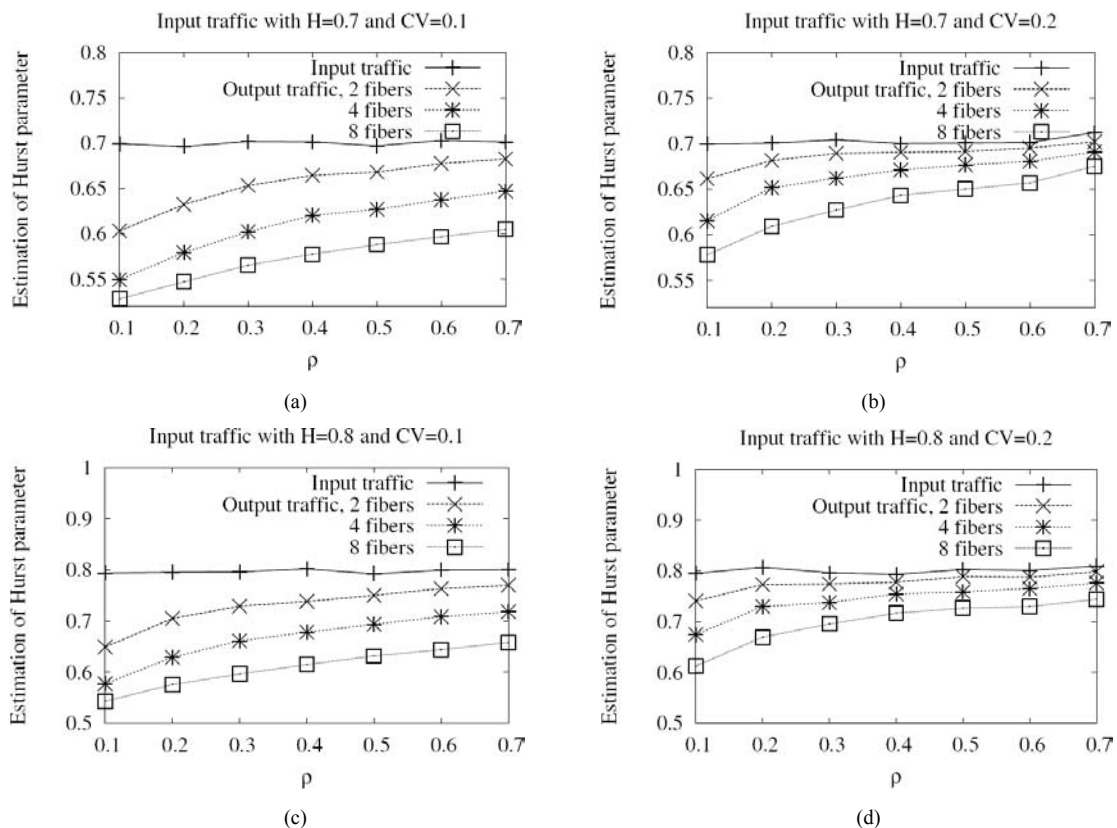 Input traffic with H=0.7 and CV=0.1
Estimation of Hurst parameter
0.8
0.75
0.7
0.65
0.6
0.55
Input traffic
Output traffic, 2 fibers
4 fibers
8 fibers
0.1 0.2 0.3 0.4 0.5 0.6 0.7
ρ
(a)
Input traffic with H=0.7 and CV=0.2
Estimation of Hurst parameter
0.8
0.75
0.7
0.65
0.6
0.55
Input traffic
Output traffic, 2 fibers
4 fibers
8 fibers
0.1 0.2 0.3 0.4 0.5 0.6 0.7
ρ
(b)
Input traffic with H=0.8 and CV=0.1
Estimation of Hurst parameter
1
0.9
0.8
0.7
0.6
0.5
Input traffic
Output traffic, 2 fibers
4 fibers
8 fibers
0.1 0.2 0.3 0.4 0.5 0.6 0.7
ρ
(c)
Input traffic with H=0.8 and CV=0.2
Estimation of Hurst parameter
1
0.9
0.8
0.7
0.6
0.5
Input traffic
Output traffic, 2 fibers
4 fibers
8 fibers
0.1 0.2 0.3 0.4 0.5 0.6 0.7
ρ
(d)